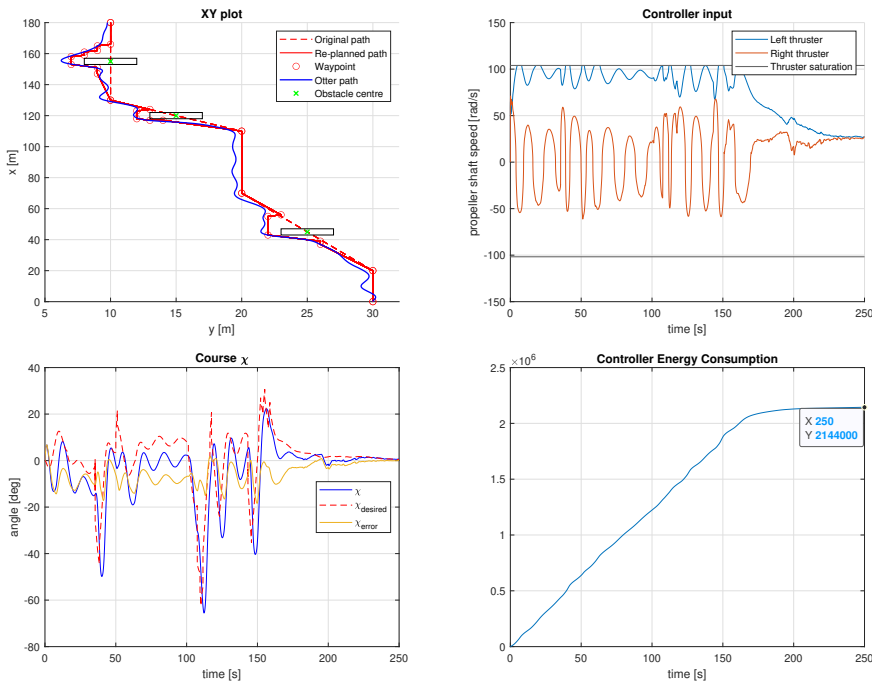 XY plot
180
160
140
120
100
80
60
40
20
0
5
10
15
20
25
30
x [m]
y [m]
Original path
Re-planned path
Waypoint
Otter path
Obstacle centre
Controller input
150
100
50
0
-50
-100
-150
0
50
100
150
200
250
propeller shaft speed [rad/s]
time [s]
Left thruster
Right thruster
Thruster saturation
Course χ
40
20
0
-20
-40
-60
-80
0
50
100
150
200
250
angle [deg]
time [s]
χ
χdesired
χerror
Controller Energy Consumption
×10⁶
2.5
2
1.5
1
0.5
0
0
50
100
150
200
250
time [s]
X 250
Y 2144000